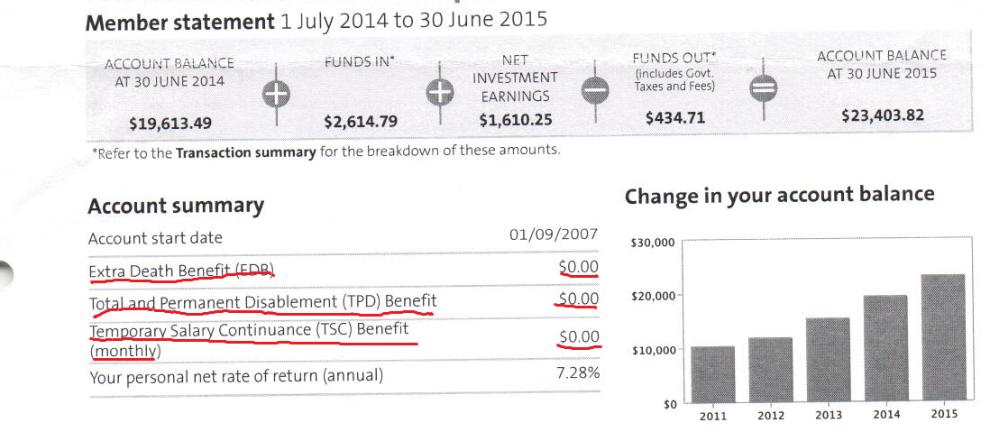 Member statement 1 July 2014 to 30 June 2015
ACCOUNT BALANCE
AT 30 JUNE 2014
$19,613.49
+
FUNDS IN*
$2,614.79
+
NET
INVESTMENT
EARNINGS
$1,610.25
−
FUNDS OUT*
(includes Govt.
Taxes and Fees)
$434.71
=
ACCOUNT BALANCE
AT 30 JUNE 2015
$23,403.82
*Refer to the Transaction summary for the breakdown of these amounts.
Account summary
Account start date 01/09/2007
Extra Death Benefit (EDB) $0.00
Total and Permanent Disablement (TPD) Benefit $0.00
Temporary Salary Continuance (TSC) Benefit
(monthly) $0.00
Your personal net rate of return (annual) 7.28%
Change in your account balance
$30,000
$20,000
$10,000
$0
2011 2012 2013 2014 2015